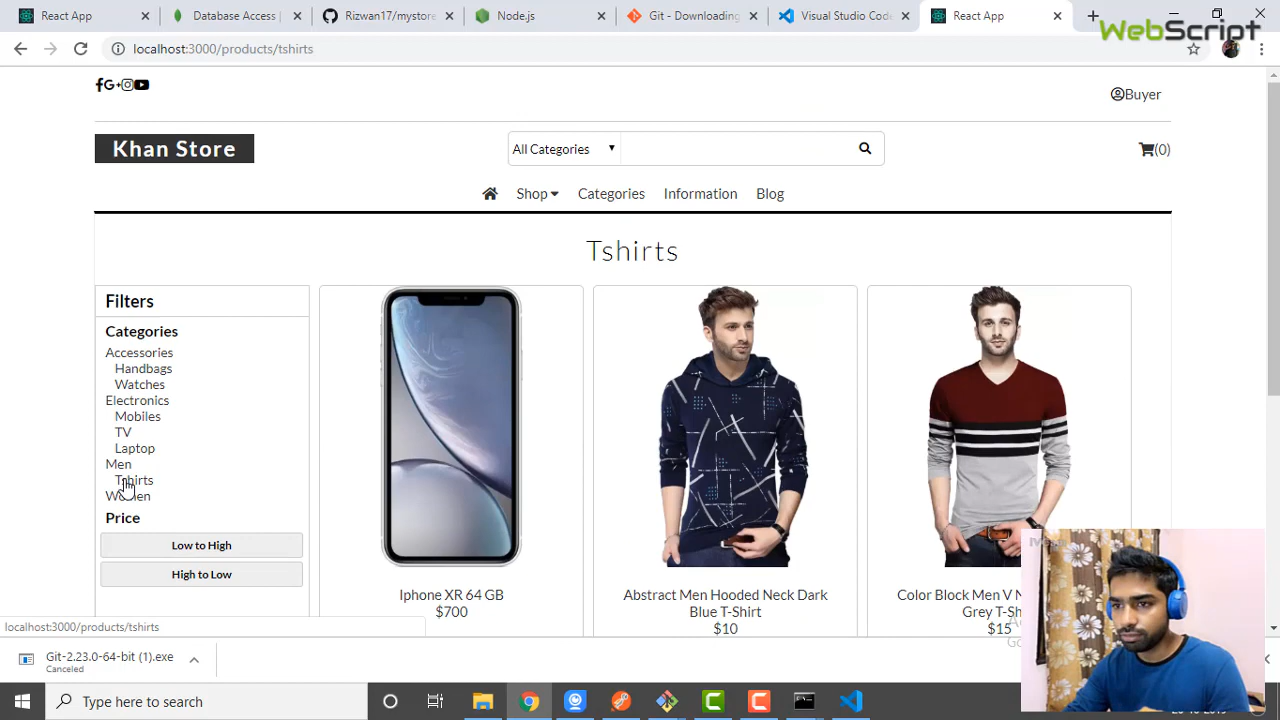 React App
Database Access |
Rizwan17/mystore
Node.js
Git - Downloading
Visual Studio Code
React App
WebScript
localhost:3000/products/tshirts
Buyer
Khan Store
All Categories
(0)
Shop
Categories
Information
Blog
Tshirts
Filters
Categories
Accessories
Handbags
Watches
Electronics
Mobiles
TV
Laptop
Men
Tshirts
Women
Price
Low to High
High to Low
Iphone XR 64 GB
$700
Abstract Men Hooded Neck Dark
Blue T-Shirt
$10
Color Block Men V N
Grey T-Sh
$15
localhost:3000/products/tshirts
Git-2.23.0-64-bit (1).exe
Canceled
Type here to search